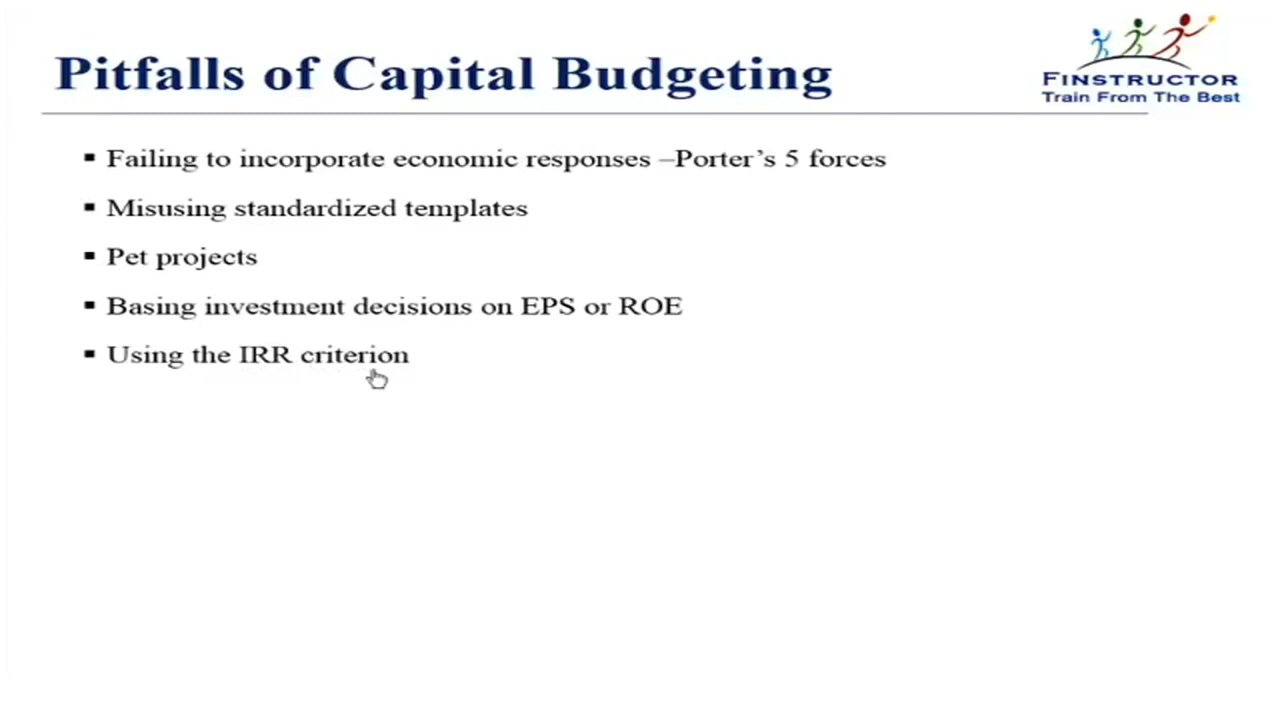 Pitfalls of Capital Budgeting
FINSTRUCTOR
Train From The Best
▪ Failing to incorporate economic responses –Porter’s 5 forces
▪ Misusing standardized templates
▪ Pet projects
▪ Basing investment decisions on EPS or ROE
▪ Using the IRR criterion